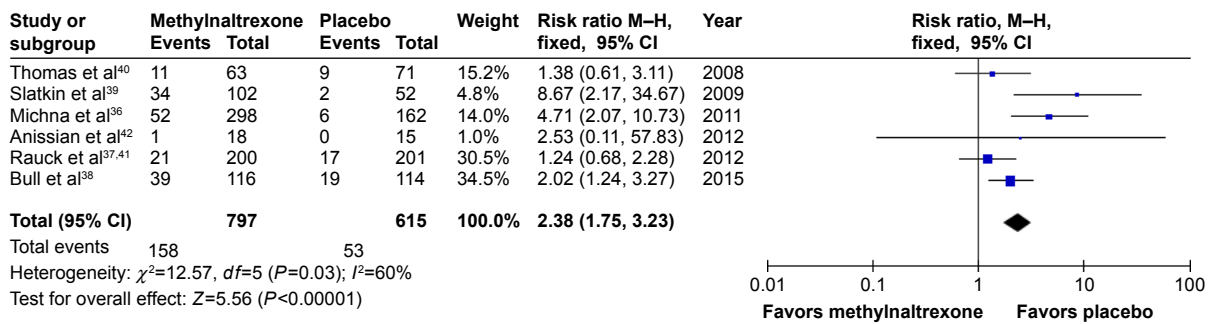 Study or subgroup Methylnaltrexone Events Total Placebo Events Total Weight Risk ratio M–H, fixed, 95% CI Year Risk ratio, M–H, fixed, 95% CI
Thomas et al40 11 63 9 71 15.2% 1.38 (0.61, 3.11) 2008
Slatkin et al39 34 102 2 52 4.8% 8.67 (2.17, 34.67) 2009
Michna et al36 52 298 6 162 14.0% 4.71 (2.07, 10.73) 2011
Anissian et al42 1 18 0 15 1.0% 2.53 (0.11, 57.83) 2012
Rauck et al37,41 21 200 17 201 30.5% 1.24 (0.68, 2.28) 2012
Bull et al38 39 116 19 114 34.5% 2.02 (1.24, 3.27) 2015
Total (95% CI) 797 615 100.0% 2.38 (1.75, 3.23)
Total events 158 53
Heterogeneity: χ²=12.57, df=5 (P=0.03); I²=60%
Test for overall effect: Z=5.56 (P<0.00001)
0.01 0.1 1 10 100
Favors methylnaltrexone Favors placebo